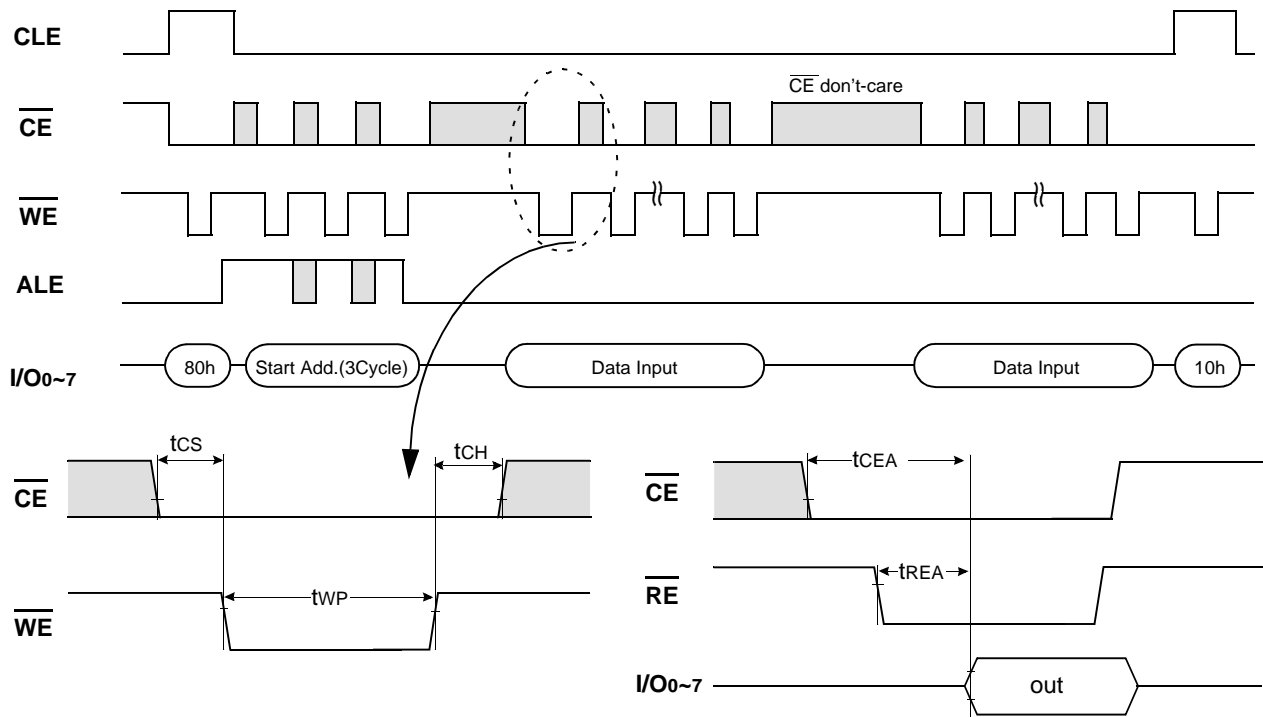 CLE
CE don't-care
CE
WE
ALE
I/O0~7 80h Start Add.(3Cycle) Data Input Data Input 10h
tCS tCH
CE
tWP
WE
tCEA
CE
tREA
RE
I/O0~7 out